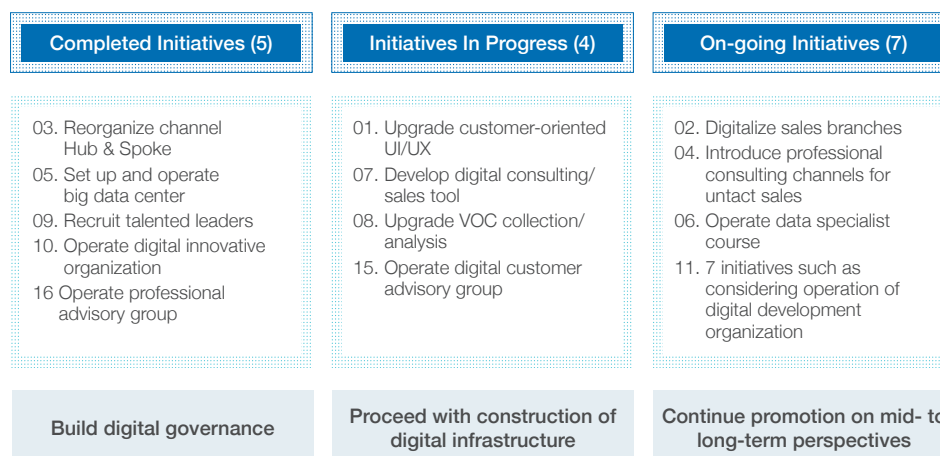 Completed Initiatives (5)
03. Reorganize channel
Hub & Spoke
05. Set up and operate
big data center
09. Recruit talented leaders
10. Operate digital innovative
organization
16 Operate professional
advisory group
Build digital governance
Initiatives In Progress (4)
01. Upgrade customer-oriented
UI/UX
07. Develop digital consulting/
sales tool
08. Upgrade VOC collection/
analysis
15. Operate digital customer
advisory group
Proceed with construction of
digital infrastructure
On-going Initiatives (7)
02. Digitalize sales branches
04. Introduce professional
consulting channels for
untact sales
06. Operate data specialist
course
11. 7 initiatives such as
considering operation of
digital development
organization
Continue promotion on mid- to
long-term perspectives